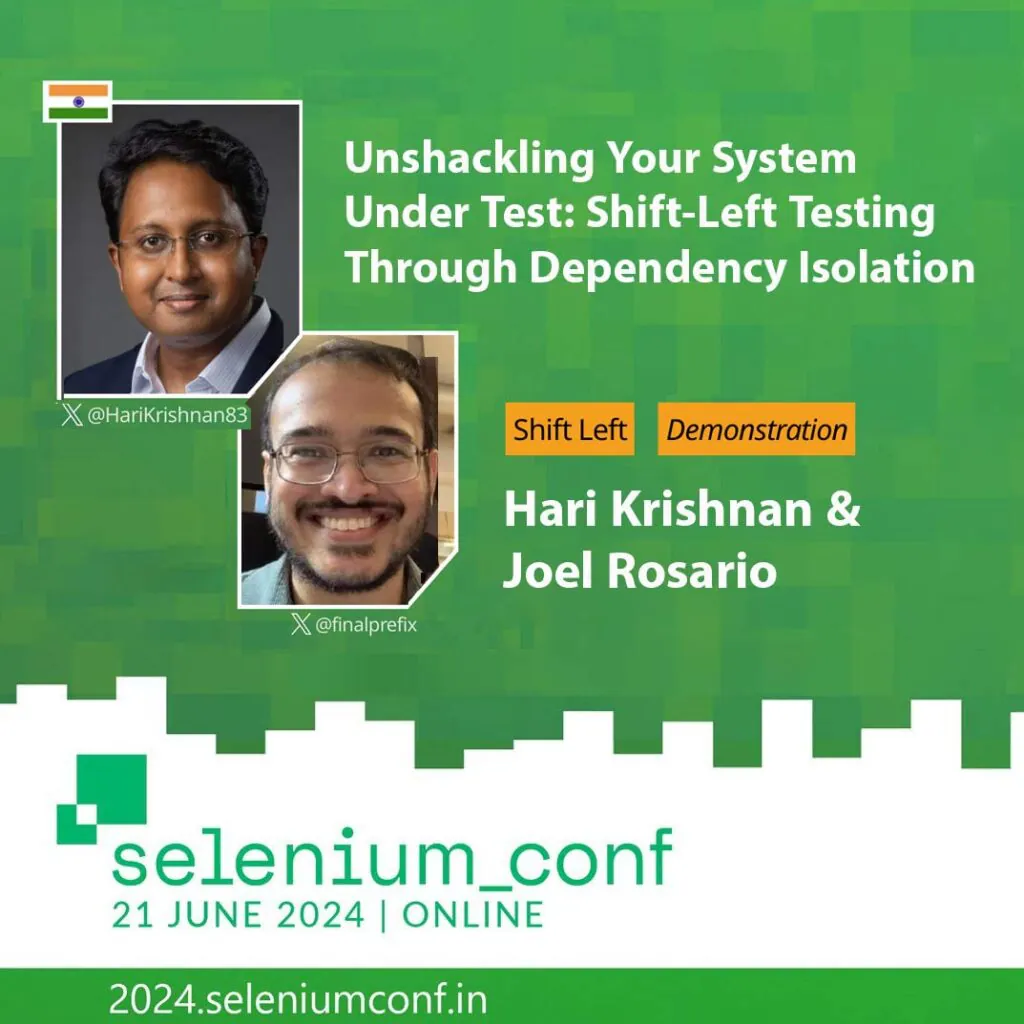 Unshackling Your System
Under Test: Shift-Left Testing
Through Dependency Isolation
𝕏 @HariKrishnan83
Shift Left
Demonstration
Hari Krishnan &
Joel Rosario
𝕏 @finalprefix
selenium_conf
21 JUNE 2024 | ONLINE
2024.seleniumconf.in